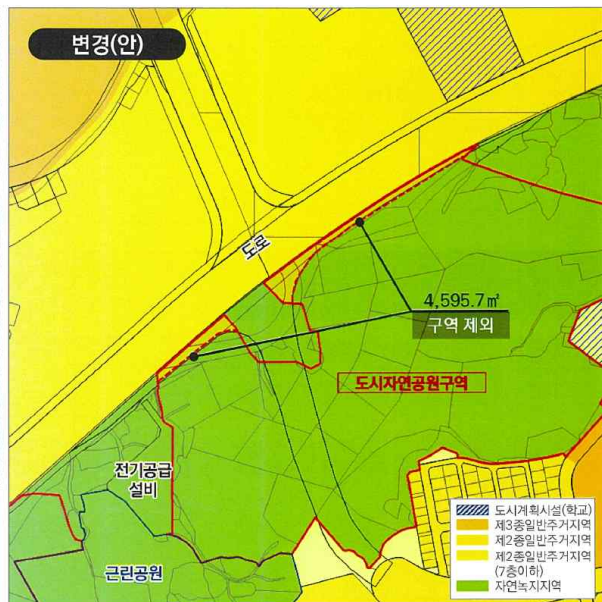 변경(안)
도로
4,595.7㎡
구역 제외
도시자연공원구역
전기공급
설비
근린공원
도시계획시설(학교)
제3종일반주거지역
제2종일반주거지역
제2종일반주거지역
(7층이하)
자연녹지지역